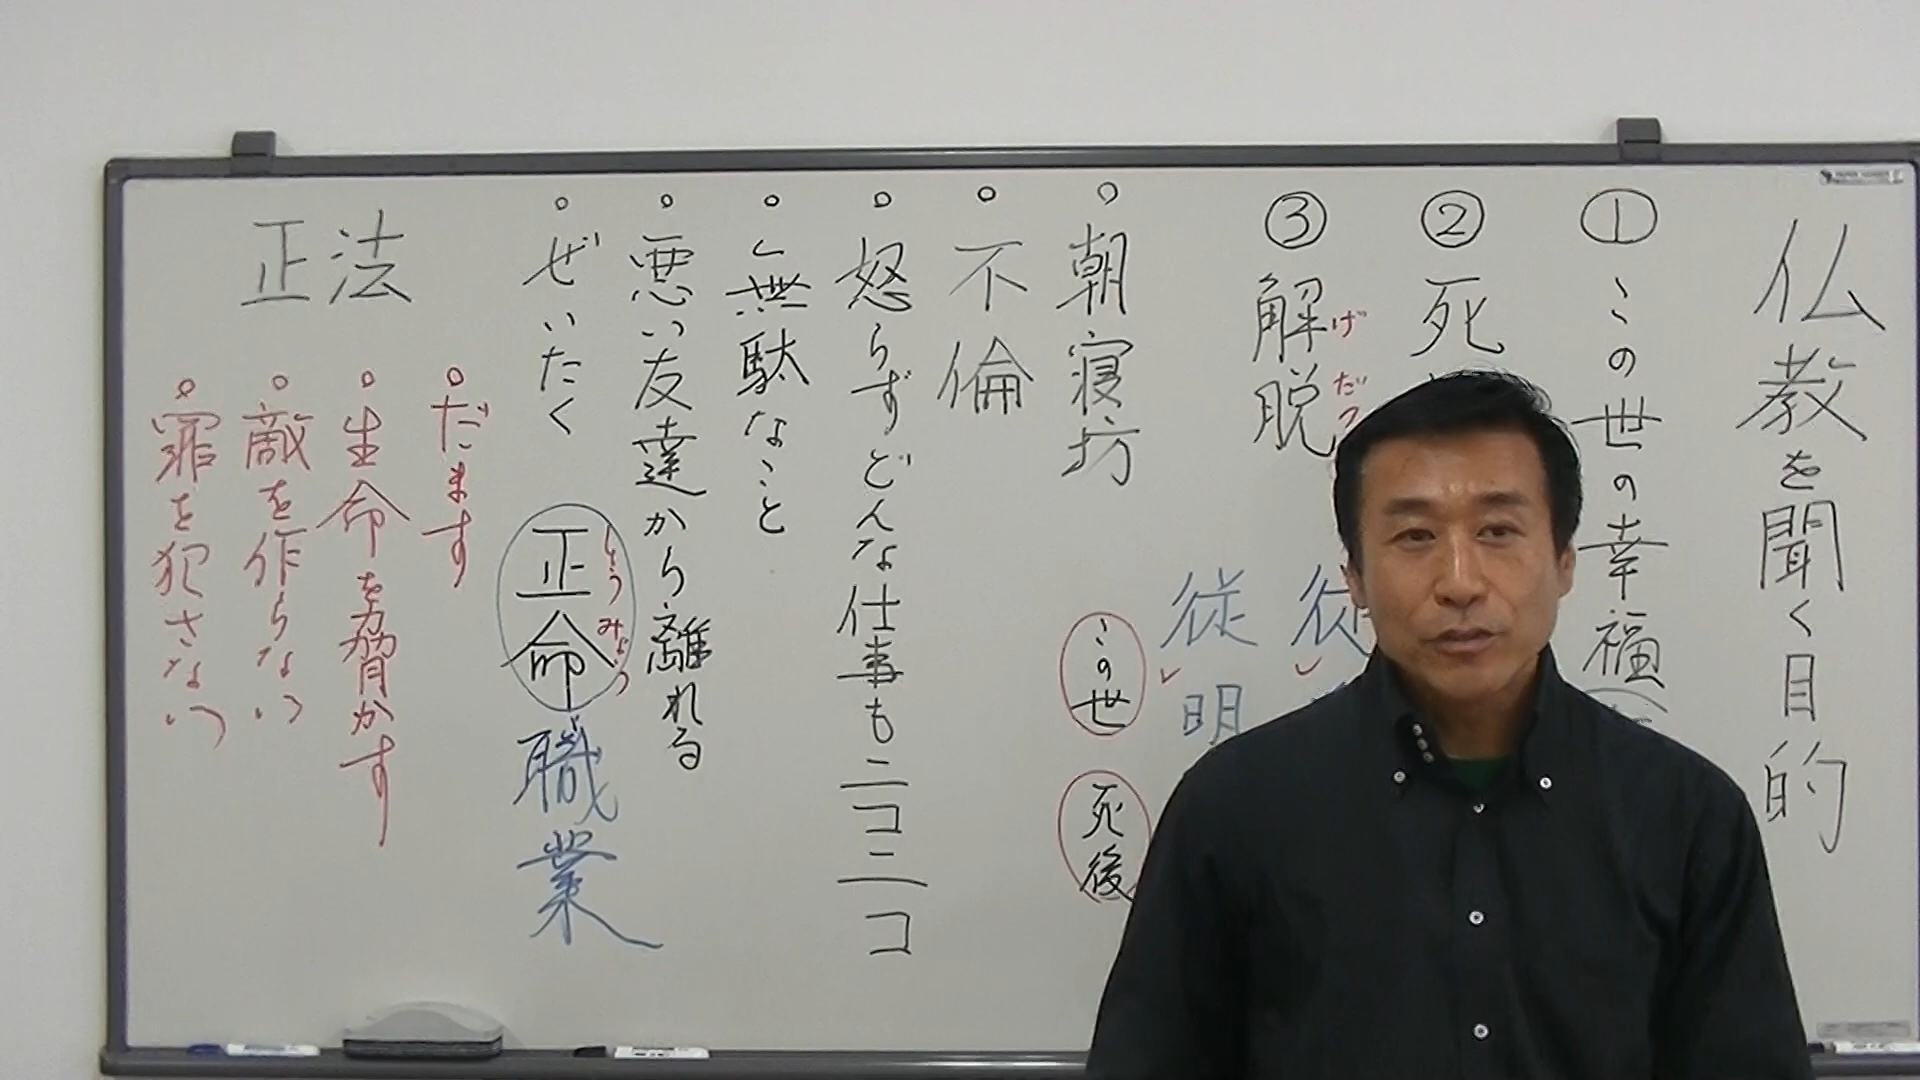 仏教を聞く目的
① この世の幸福
② 死
③ 解脱
げだつ
従
従明
この世
死後
○ 朝寝坊
○ 不倫
○ 怒らずどんな仕事もニコニコ
○ 無駄なこと
○ 悪い友達から離れる
○ ぜいたく
正命
しょうみょう
職業
正法
○ だます
○ 生命を脅かす
○ 敵を作らない
○ 罪を犯さない